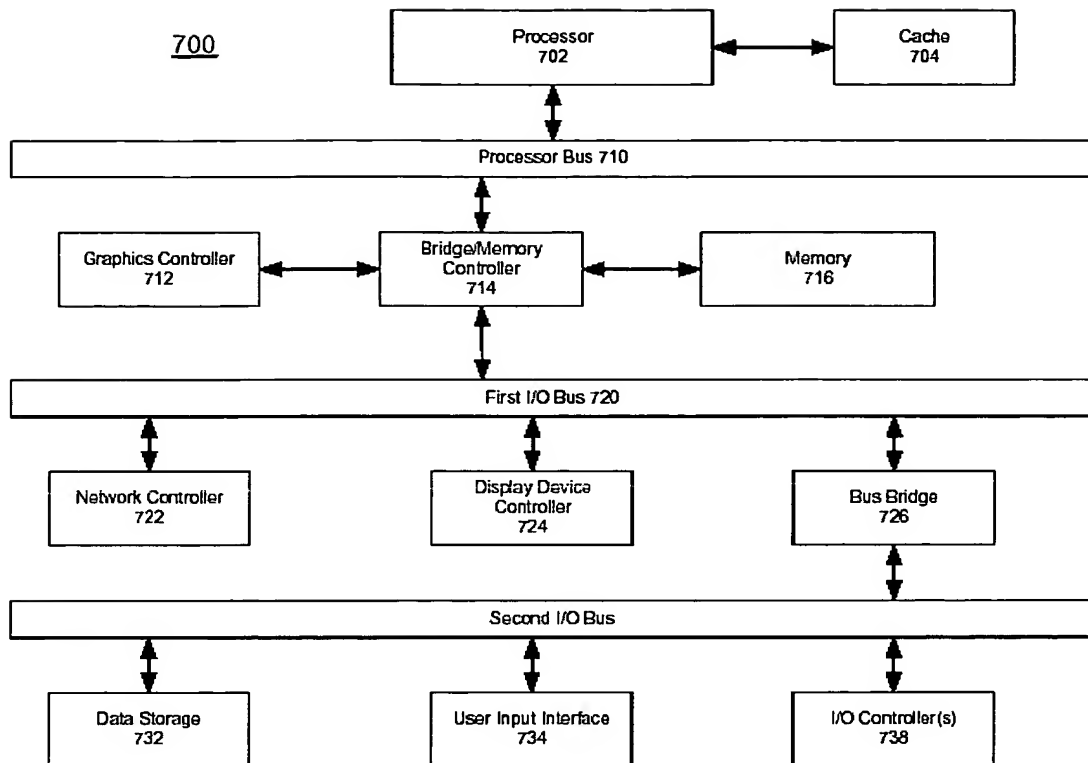 700
Processor
702
Cache
704
Processor Bus 710
Graphics Controller
712
Bridge/Memory
Controller
714
Memory
716
First I/O Bus 720
Network Controller
722
Display Device
Controller
724
Bus Bridge
726
Second I/O Bus
Data Storage
732
User Input Interface
734
I/O Controller(s)
738